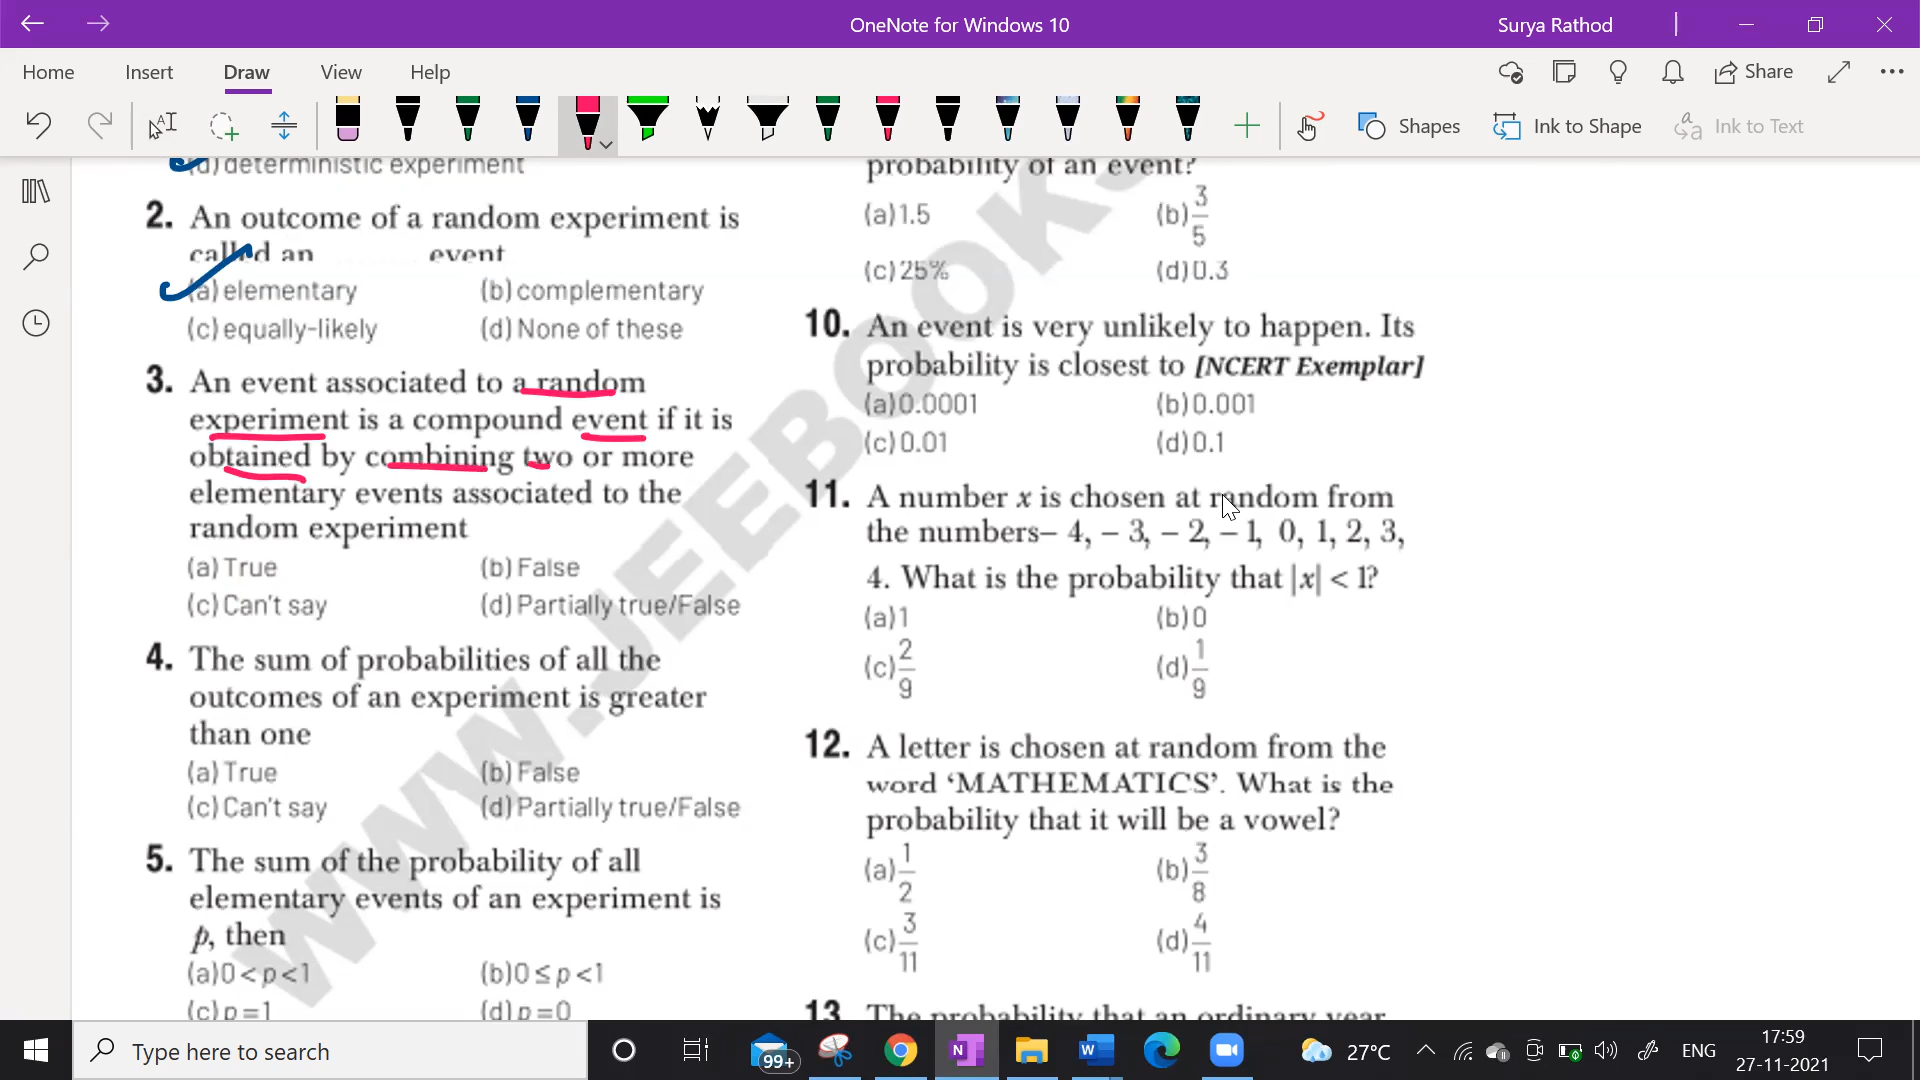 OneNote for Windows 10
Surya Rathod
Home Insert Draw View Help
Share
Shapes Ink to Shape Ink to Text
(d) deterministic experiment
2. An outcome of a random experiment is
called an event
(a) elementary (b) complementary
(c) equally-likely (d) None of these
3. An event associated to a random
experiment is a compound event if it is
obtained by combining two or more
elementary events associated to the
random experiment
(a) True (b) False
(c) Can't say (d) Partially true/False
4. The sum of probabilities of all the
outcomes of an experiment is greater
than one
(a) True (b) False
(c) Can't say (d) Partially true/False
5. The sum of the probability of all
elementary events of an experiment is
p, then
(a) 0 < p < 1 (b) 0 ≤ p < 1
(c) p = 1 (d) p = 0
probability of an event?
(a) 1.5 (b) 3/5
(c) 25% (d) 0.3
10. An event is very unlikely to happen. Its
probability is closest to [NCERT Exemplar]
(a) 0.0001 (b) 0.001
(c) 0.01 (d) 0.1
11. A number x is chosen at random from
the numbers– 4, – 3, – 2, – 1, 0, 1, 2, 3,
4. What is the probability that |x| < 1?
(a) 1 (b) 0
(c) 2/9 (d) 1/9
12. A letter is chosen at random from the
word ‘MATHEMATICS’. What is the
probability that it will be a vowel?
(a) 1/2 (b) 3/8
(c) 3/11 (d) 4/11
13. The probability that an ordinary year
WWW.JEEBOOKS
Type here to search
99+
27°C
ENG
17:59
27-11-2021